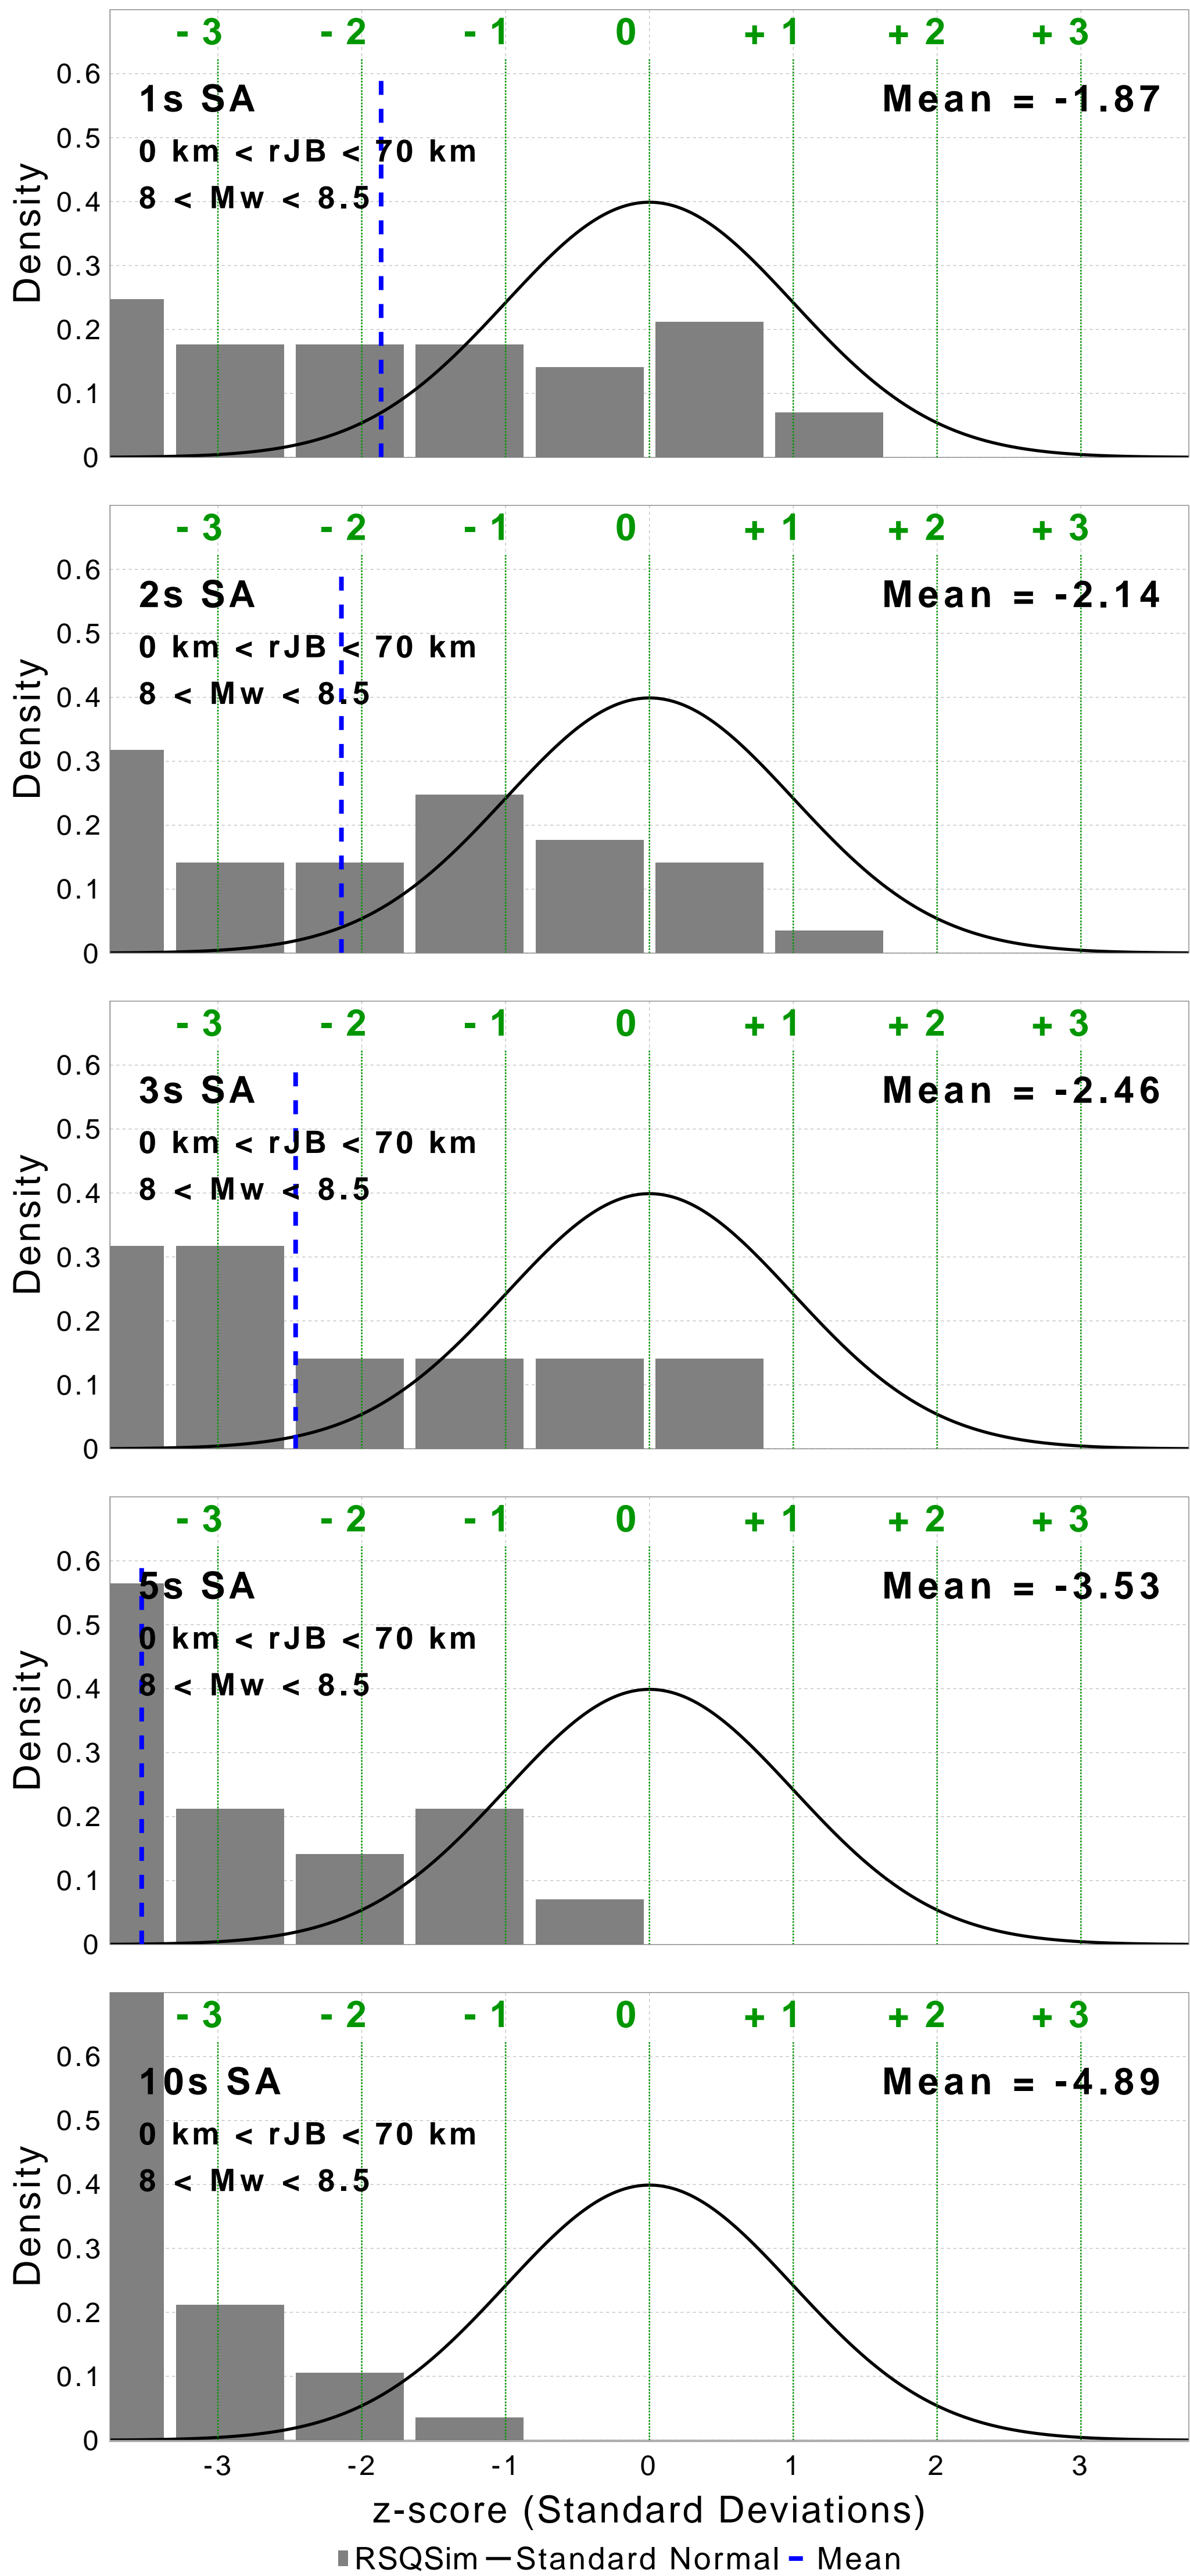 - 3 - 2 - 1 0 + 1 + 2 + 3
0.6
1s SA Mean = -1.87
0.5
0 km < rJB < 70 km
8 < Mw < 8.5
0.4
0.3
0.2
0.1
0
Density
- 3 - 2 - 1 0 + 1 + 2 + 3
0.6
2s SA Mean = -2.14
0.5
0 km < rJB < 70 km
8 < Mw < 8.5
0.4
0.3
0.2
0.1
0
Density
- 3 - 2 - 1 0 + 1 + 2 + 3
0.6
3s SA Mean = -2.46
0.5
0 km < rJB < 70 km
8 < Mw < 8.5
0.4
0.3
0.2
0.1
0
Density
- 3 - 2 - 1 0 + 1 + 2 + 3
0.6
5s SA Mean = -3.53
0.5
0 km < rJB < 70 km
8 < Mw < 8.5
0.4
0.3
0.2
0.1
0
Density
- 3 - 2 - 1 0 + 1 + 2 + 3
0.6
10s SA Mean = -4.89
0.5
0 km < rJB < 70 km
8 < Mw < 8.5
0.4
0.3
0.2
0.1
0
Density
-3 -2 -1 0 1 2 3
z-score (Standard Deviations)
RSQSim Standard Normal Mean